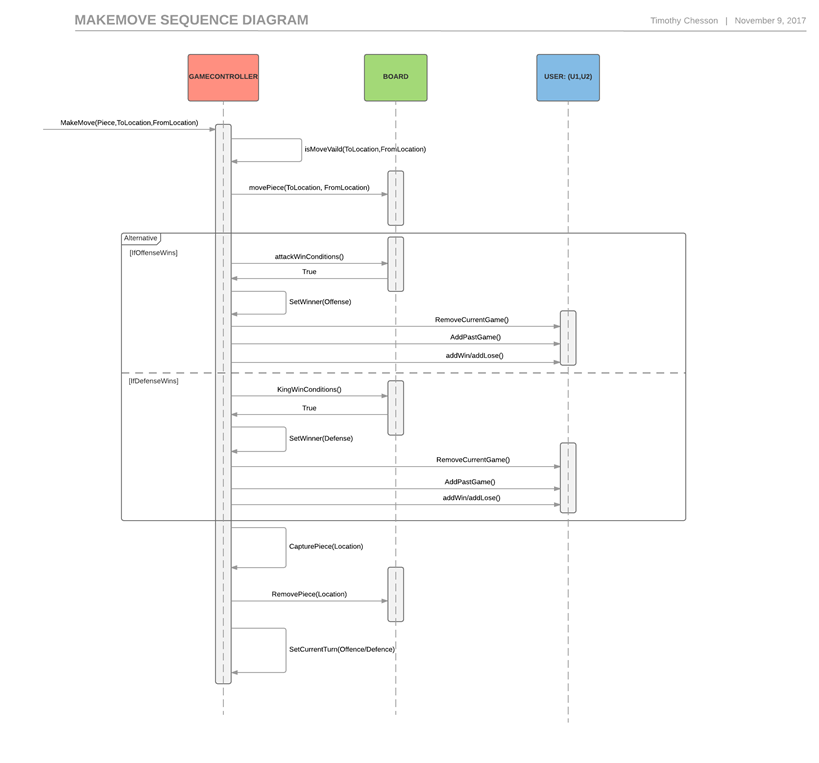 MAKEMOVE SEQUENCE DIAGRAM
Timothy Chesson | November 9, 2017
GAMECONTROLLER
BOARD
USER: (U1,U2)
MakeMove(Piece,ToLocation,FromLocation)
isMoveVaild(ToLocation,FromLocation)
movePiece(ToLocation, FromLocation)
Alternative
[IfOffenseWins]
attackWinConditions()
True
SetWinner(Offense)
RemoveCurrentGame()
AddPastGame()
addWin/addLose()
[IfDefenseWins]
KingWinConditions()
True
SetWinner(Defense)
RemoveCurrentGame()
AddPastGame()
addWin/addLose()
CapturePiece(Location)
RemovePiece(Location)
SetCurrentTurn(Offence/Defence)